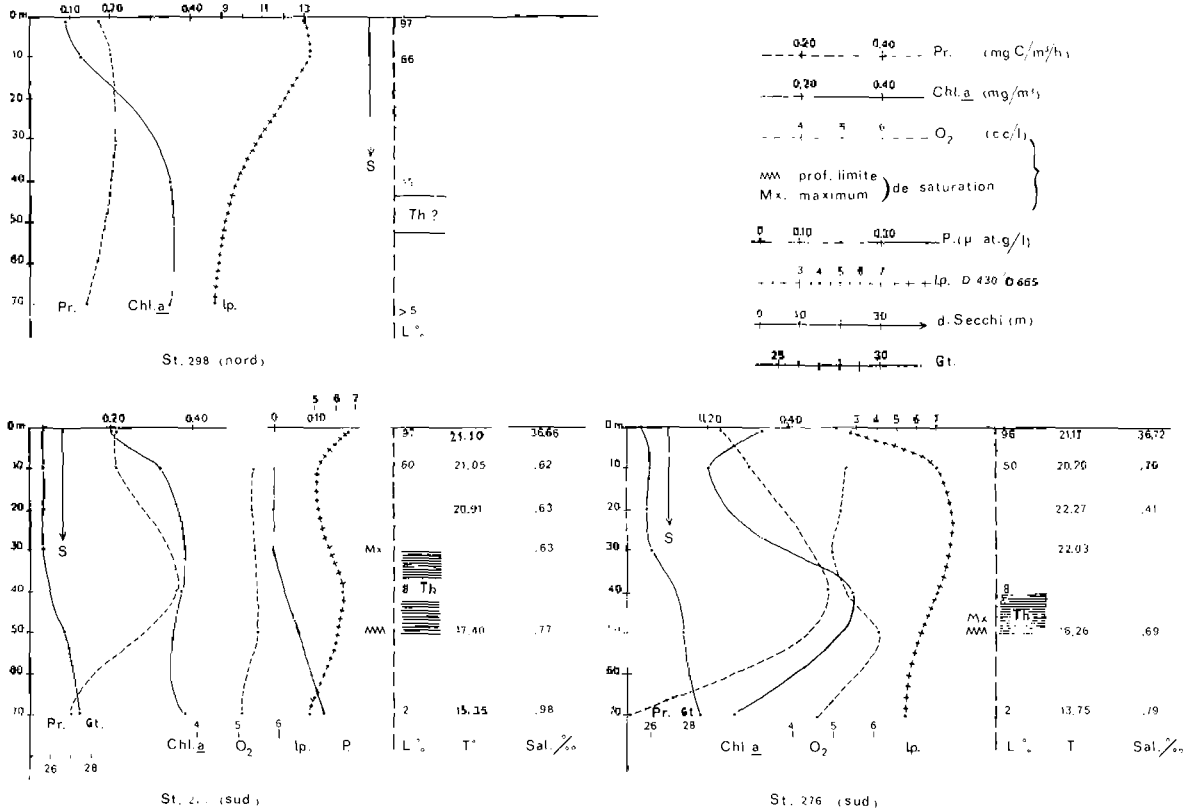 0 m 0,10 0,20 0,40 9 11 13
10
20
30
40
50
60
70
97
66
S
Th ?
> 5
Pr. Chl.a Ip. L %
St. 298 (nord)
0,20 0,40 Pr. (mg C/m³/h)
0,20 0,40 Chl.a (mg/m³)
4 5 6 O2 (cc/l)
prof. limite
Mx. maximum ) de saturation
0 0,10 0,30 P. (µ at.g/l)
3 4 5 6 7 Ip. D 430/D 665
0 10 30 d. Secchi (m)
25 30 Gt.
5 6 7
0 m 0,20 0,40 0 0,10 97 21.10 36.66
10 60 21,05 ,62
20 20,91 ,63
30 S Mx ,63
40 8 Th
50 17,40 ,77
60
70 2 15,35 ,98
Pr. Gt. 4 5 6
Chl.a O2 Ip. P. L % T° Sal.‰
26 28
(sud)
0 m 0,20 0,40 3 4 5 6 7 96 21,17 36,72
10 50 20,20 ,70
20 22,27 ,41
30 S 22,03
40 8
Mx Th
50 16,26 ,69
60
70 2 13,75 ,79
Pr. Gt.
26 28 4 5 6
Chl a O2 Ip. L % T Sal.‰
St. 276 (sud)